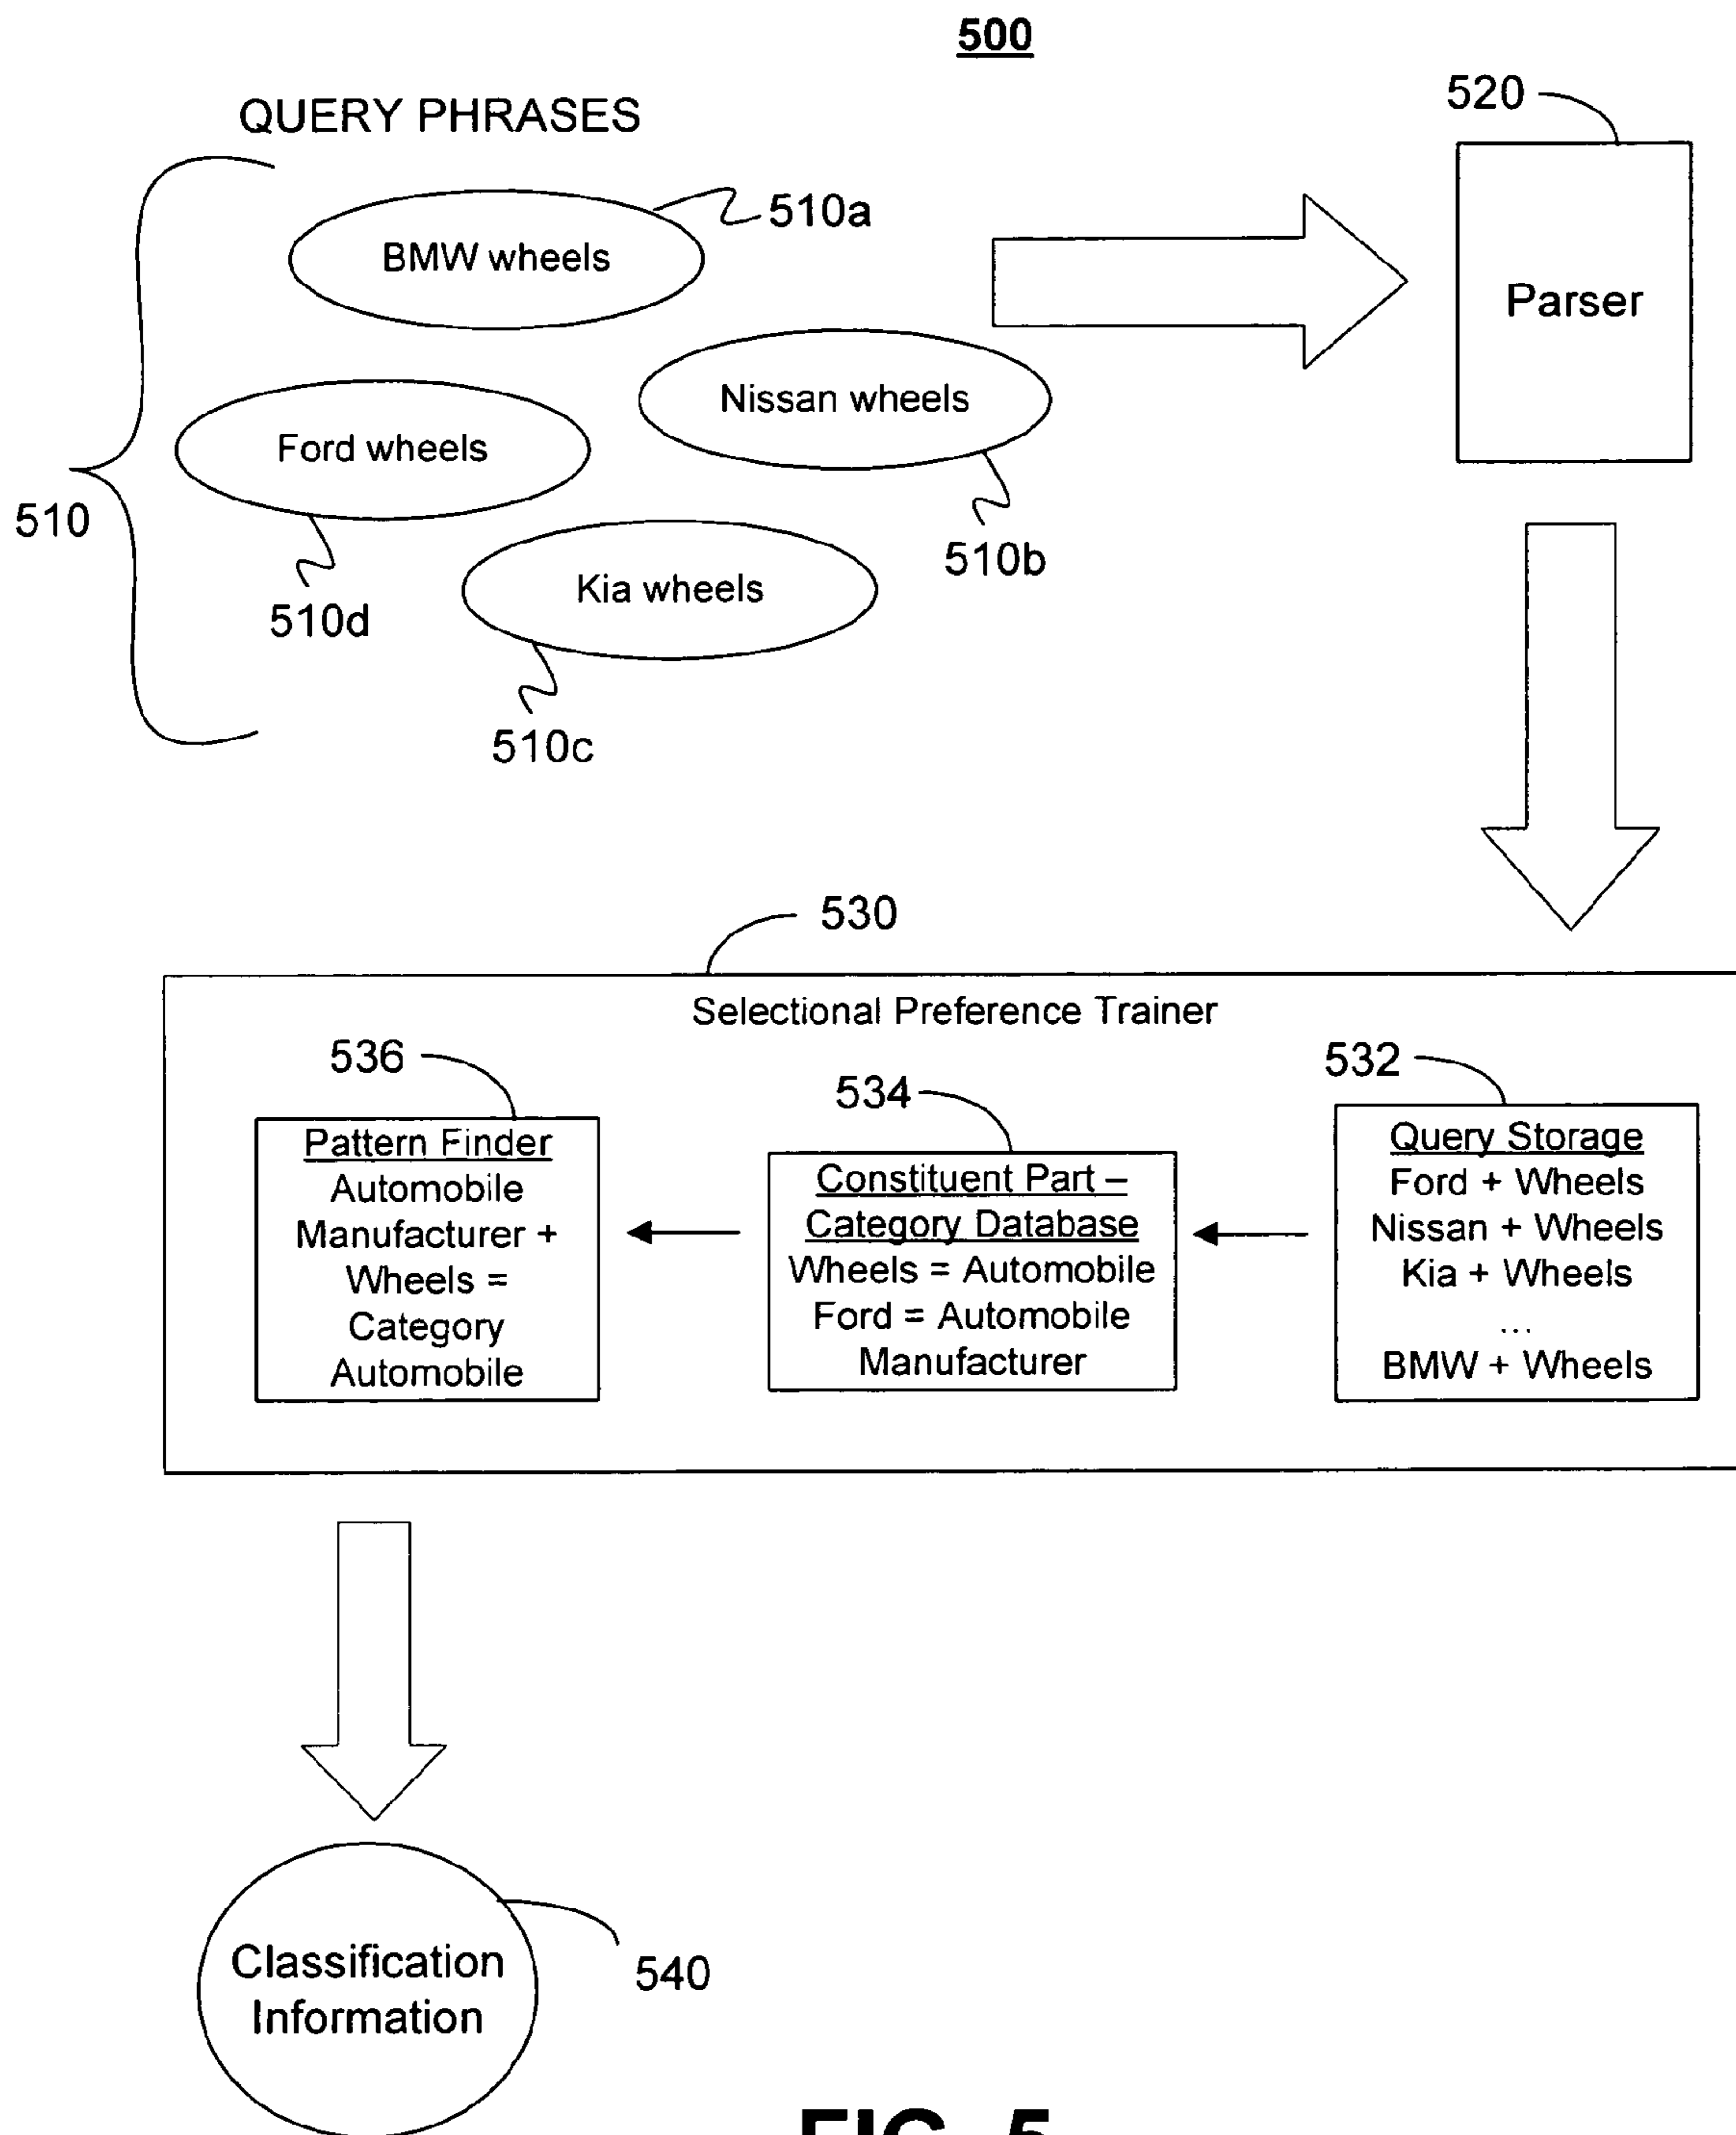 500
QUERY PHRASES
520
510a
BMW wheels
Parser
Nissan wheels
Ford wheels
510
510b
Kia wheels
510d
510c
530
Selectional Preference Trainer
536
534
532
Pattern Finder
Automobile
Manufacturer +
Wheels =
Category
Automobile
Constituent Part –
Category Database
Wheels = Automobile
Ford = Automobile
Manufacturer
Query Storage
Ford + Wheels
Nissan + Wheels
Kia + Wheels
...
BMW + Wheels
Classification
Information
540
FIG. 5